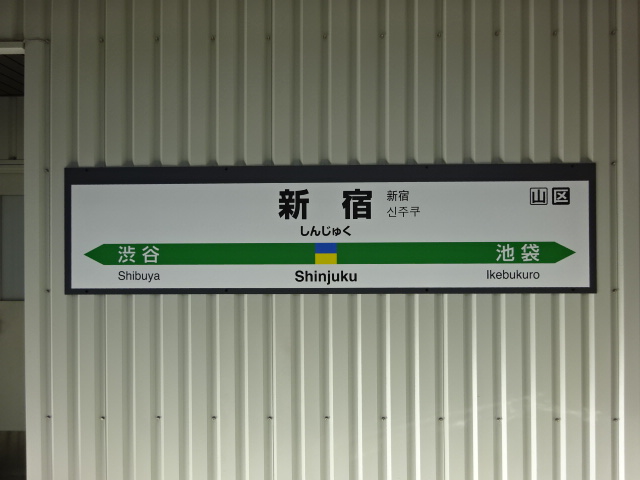 新宿
新宿
신주쿠
山区
しんじゅく
渋谷
池袋
Shibuya
Shinjuku
Ikebukuro